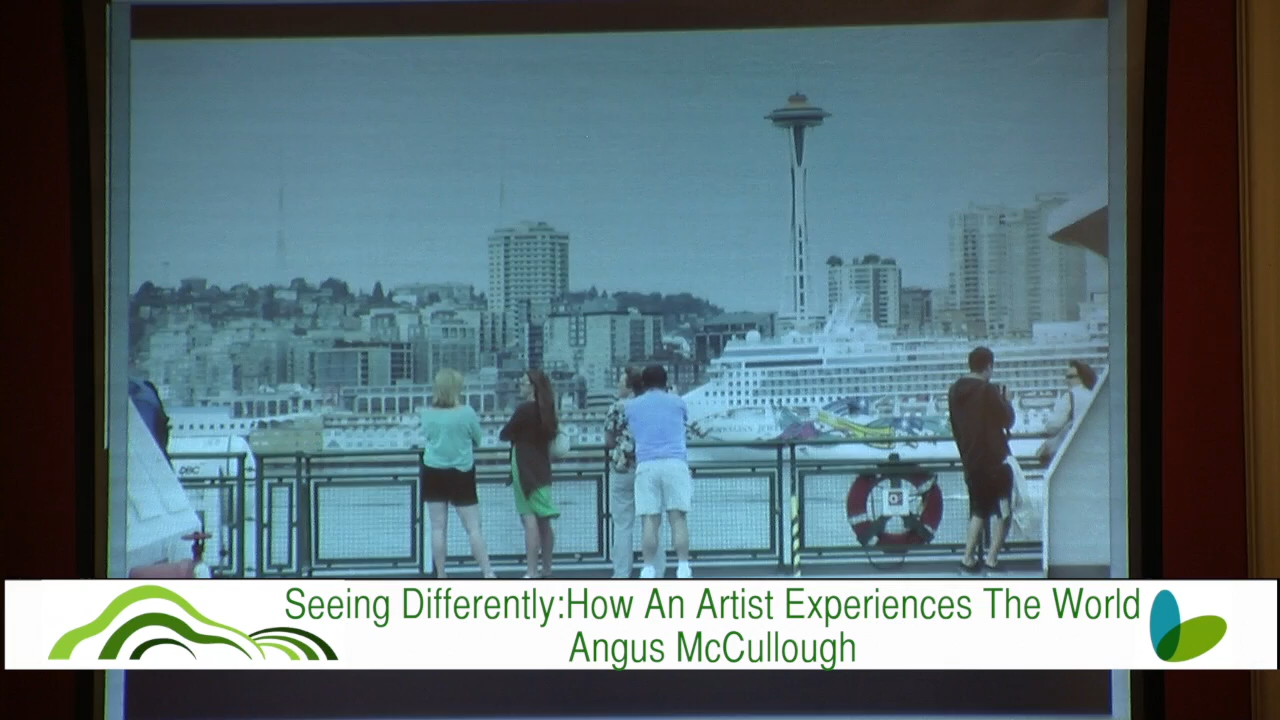 Seeing Differently:How An Artist Experiences The World
Angus McCullough